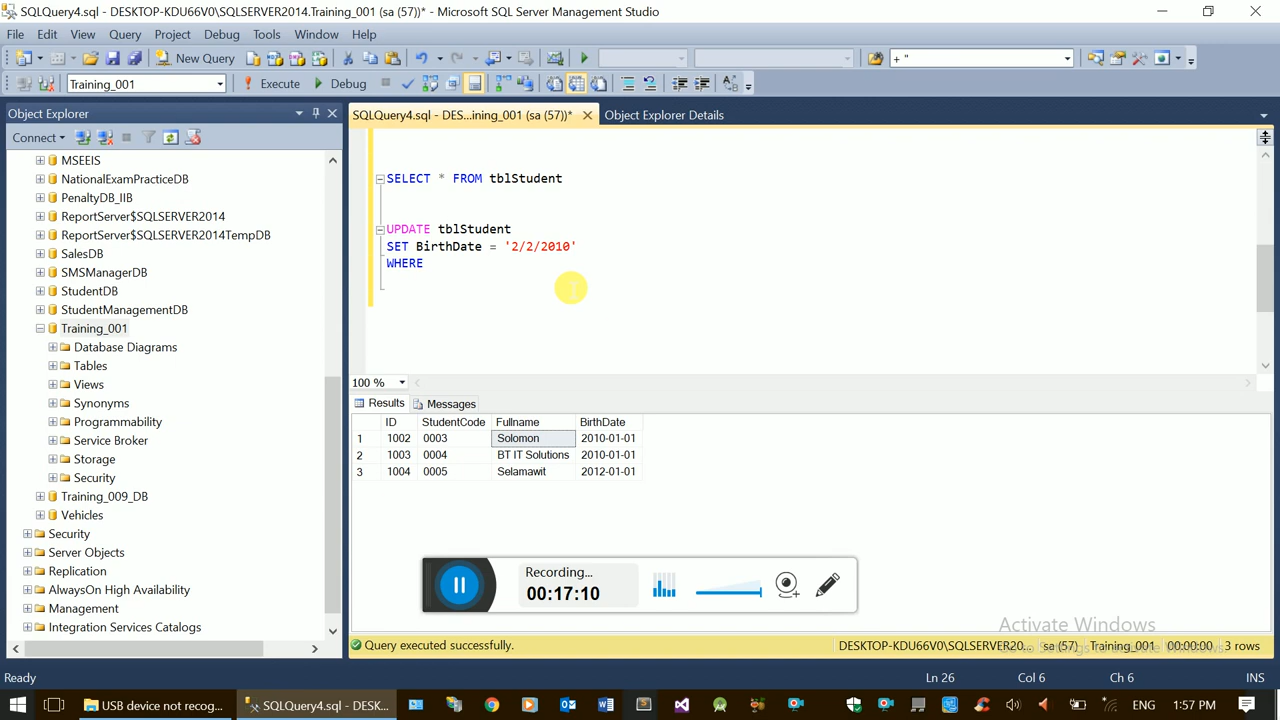 SQLQuery4.sql - DESKTOP-KDU66V0\SQLSERVER2014.Training_001 (sa (57))* - Microsoft SQL Server Management Studio
File Edit View Query Project Debug Tools Window Help
New Query + "
Training_001 Execute Debug
Object Explorer
SQLQuery4.sql - DES...ining_001 (sa (57))* Object Explorer Details
Connect
MSEEIS
NationalExamPracticeDB
PenaltyDB_IIB
ReportServer$SQLSERVER2014
ReportServer$SQLSERVER2014TempDB
SalesDB
SMSManagerDB
StudentDB
StudentManagementDB
Training_001
Database Diagrams
Tables
Views
Synonyms
Programmability
Service Broker
Storage
Security
Training_009_DB
Vehicles
Security
Server Objects
Replication
AlwaysOn High Availability
Management
Integration Services Catalogs
SELECT * FROM tblStudent
UPDATE tblStudent
SET BirthDate = '2/2/2010'
WHERE
100 %
Results Messages
ID StudentCode Fullname BirthDate
1 1002 0003 Solomon 2010-01-01
2 1003 0004 BT IT Solutions 2010-01-01
3 1004 0005 Selamawit 2012-01-01
Recording...
00:17:10
Activate Windows
Query executed successfully. DESKTOP-KDU66V0\SQLSERVER20... sa (57) Training_001 00:00:00 3 rows
Ready Ln 26 Col 6 Ch 6 INS
USB device not recog... SQLQuery4.sql - DESK... ENG 1:57 PM